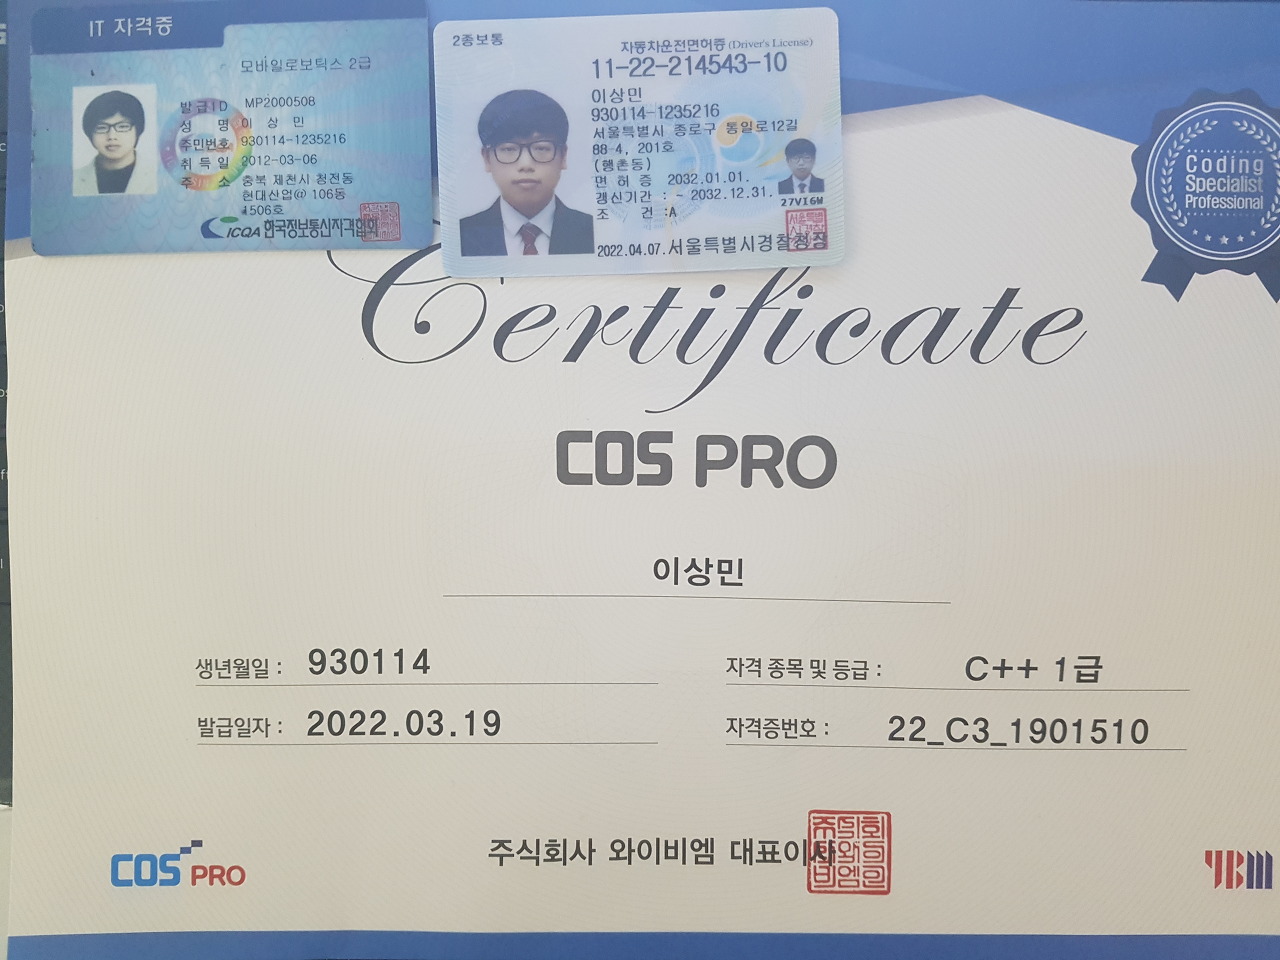 IT 자격증
모바일로보틱스 2급
발급ID MP2000508
성 명 이 상 민
주민번호 930114-1235216
취득일 2012-03-06
주 소 충북 제천시 청전동
현대산업@ 106동
1506호
ICQA 한국정보통신자격협회
2종보통
자동차운전면허증 (Driver's License)
11-22-214543-10
이상민
930114-1235216
서울특별시 종로구 통일로12길
88-4, 201호
(행촌동)
면 허 증 2032.01.01.
갱신기간 : ~ 2032.12.31.
조 건 :A
27VI6W
2022.04.07. 서울특별시경찰청장
Coding
Specialist
Professional
Certificate
COS PRO
이상민
생년월일 : 930114
자격 종목 및 등급 : C++ 1급
발급일자 : 2022.03.19
자격증번호 : 22_C3_1901510
주식회사 와이비엠 대표이사
COS PRO
YBM